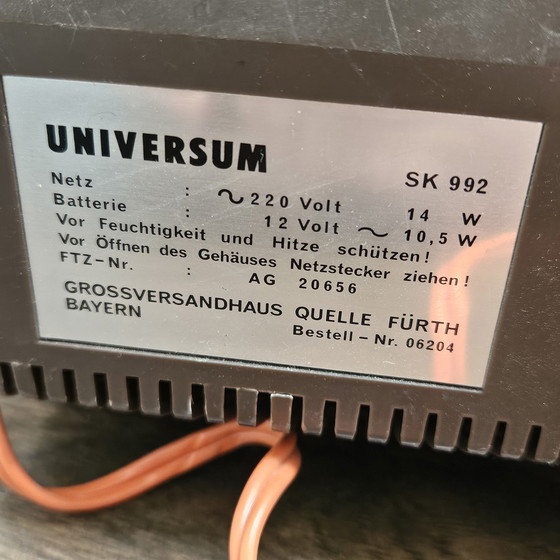 UNIVERSUM
SK 992
Netz : ~ 220 Volt 14 W
Batterie : 12 Volt ~ 10,5 W
Vor Feuchtigkeit und Hitze schützen!
Vor Öffnen des Gehäuses Netzstecker ziehen!
FTZ-Nr. : AG 20656
GROSSVERSANDHAUS QUELLE FÜRTH
BAYERN
Bestell-Nr. 06204